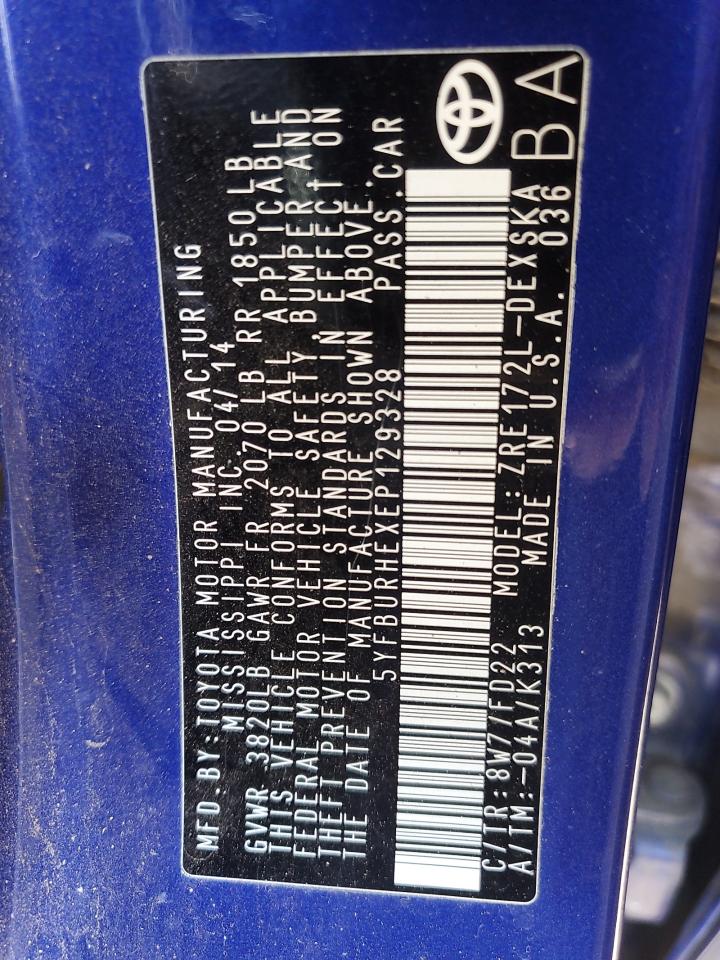 MFD.BY:TOYOTA MOTOR MANUFACTURING
MISSISSIPPI INC. 04/14
GVWR 3820LB GAWR FR 2070 LB RR 1850LB
THIS VEHICLE CONFORMS TO ALL APPLICABLE
FEDERAL MOTOR VEHICLE SAFETY, BUMPER AND
THEFT PREVENTION STANDARDS IN EFFECT ON
THE DATE OF MANUFACTURE SHOWN ABOVE.
5YFBURHEXEP129328 PASS.CAR
C/TR:8W7/FD22 MODEL:ZRE172L-DEXSKA
A/TM:-04A/K313 MADE IN U.S.A. 036
BA